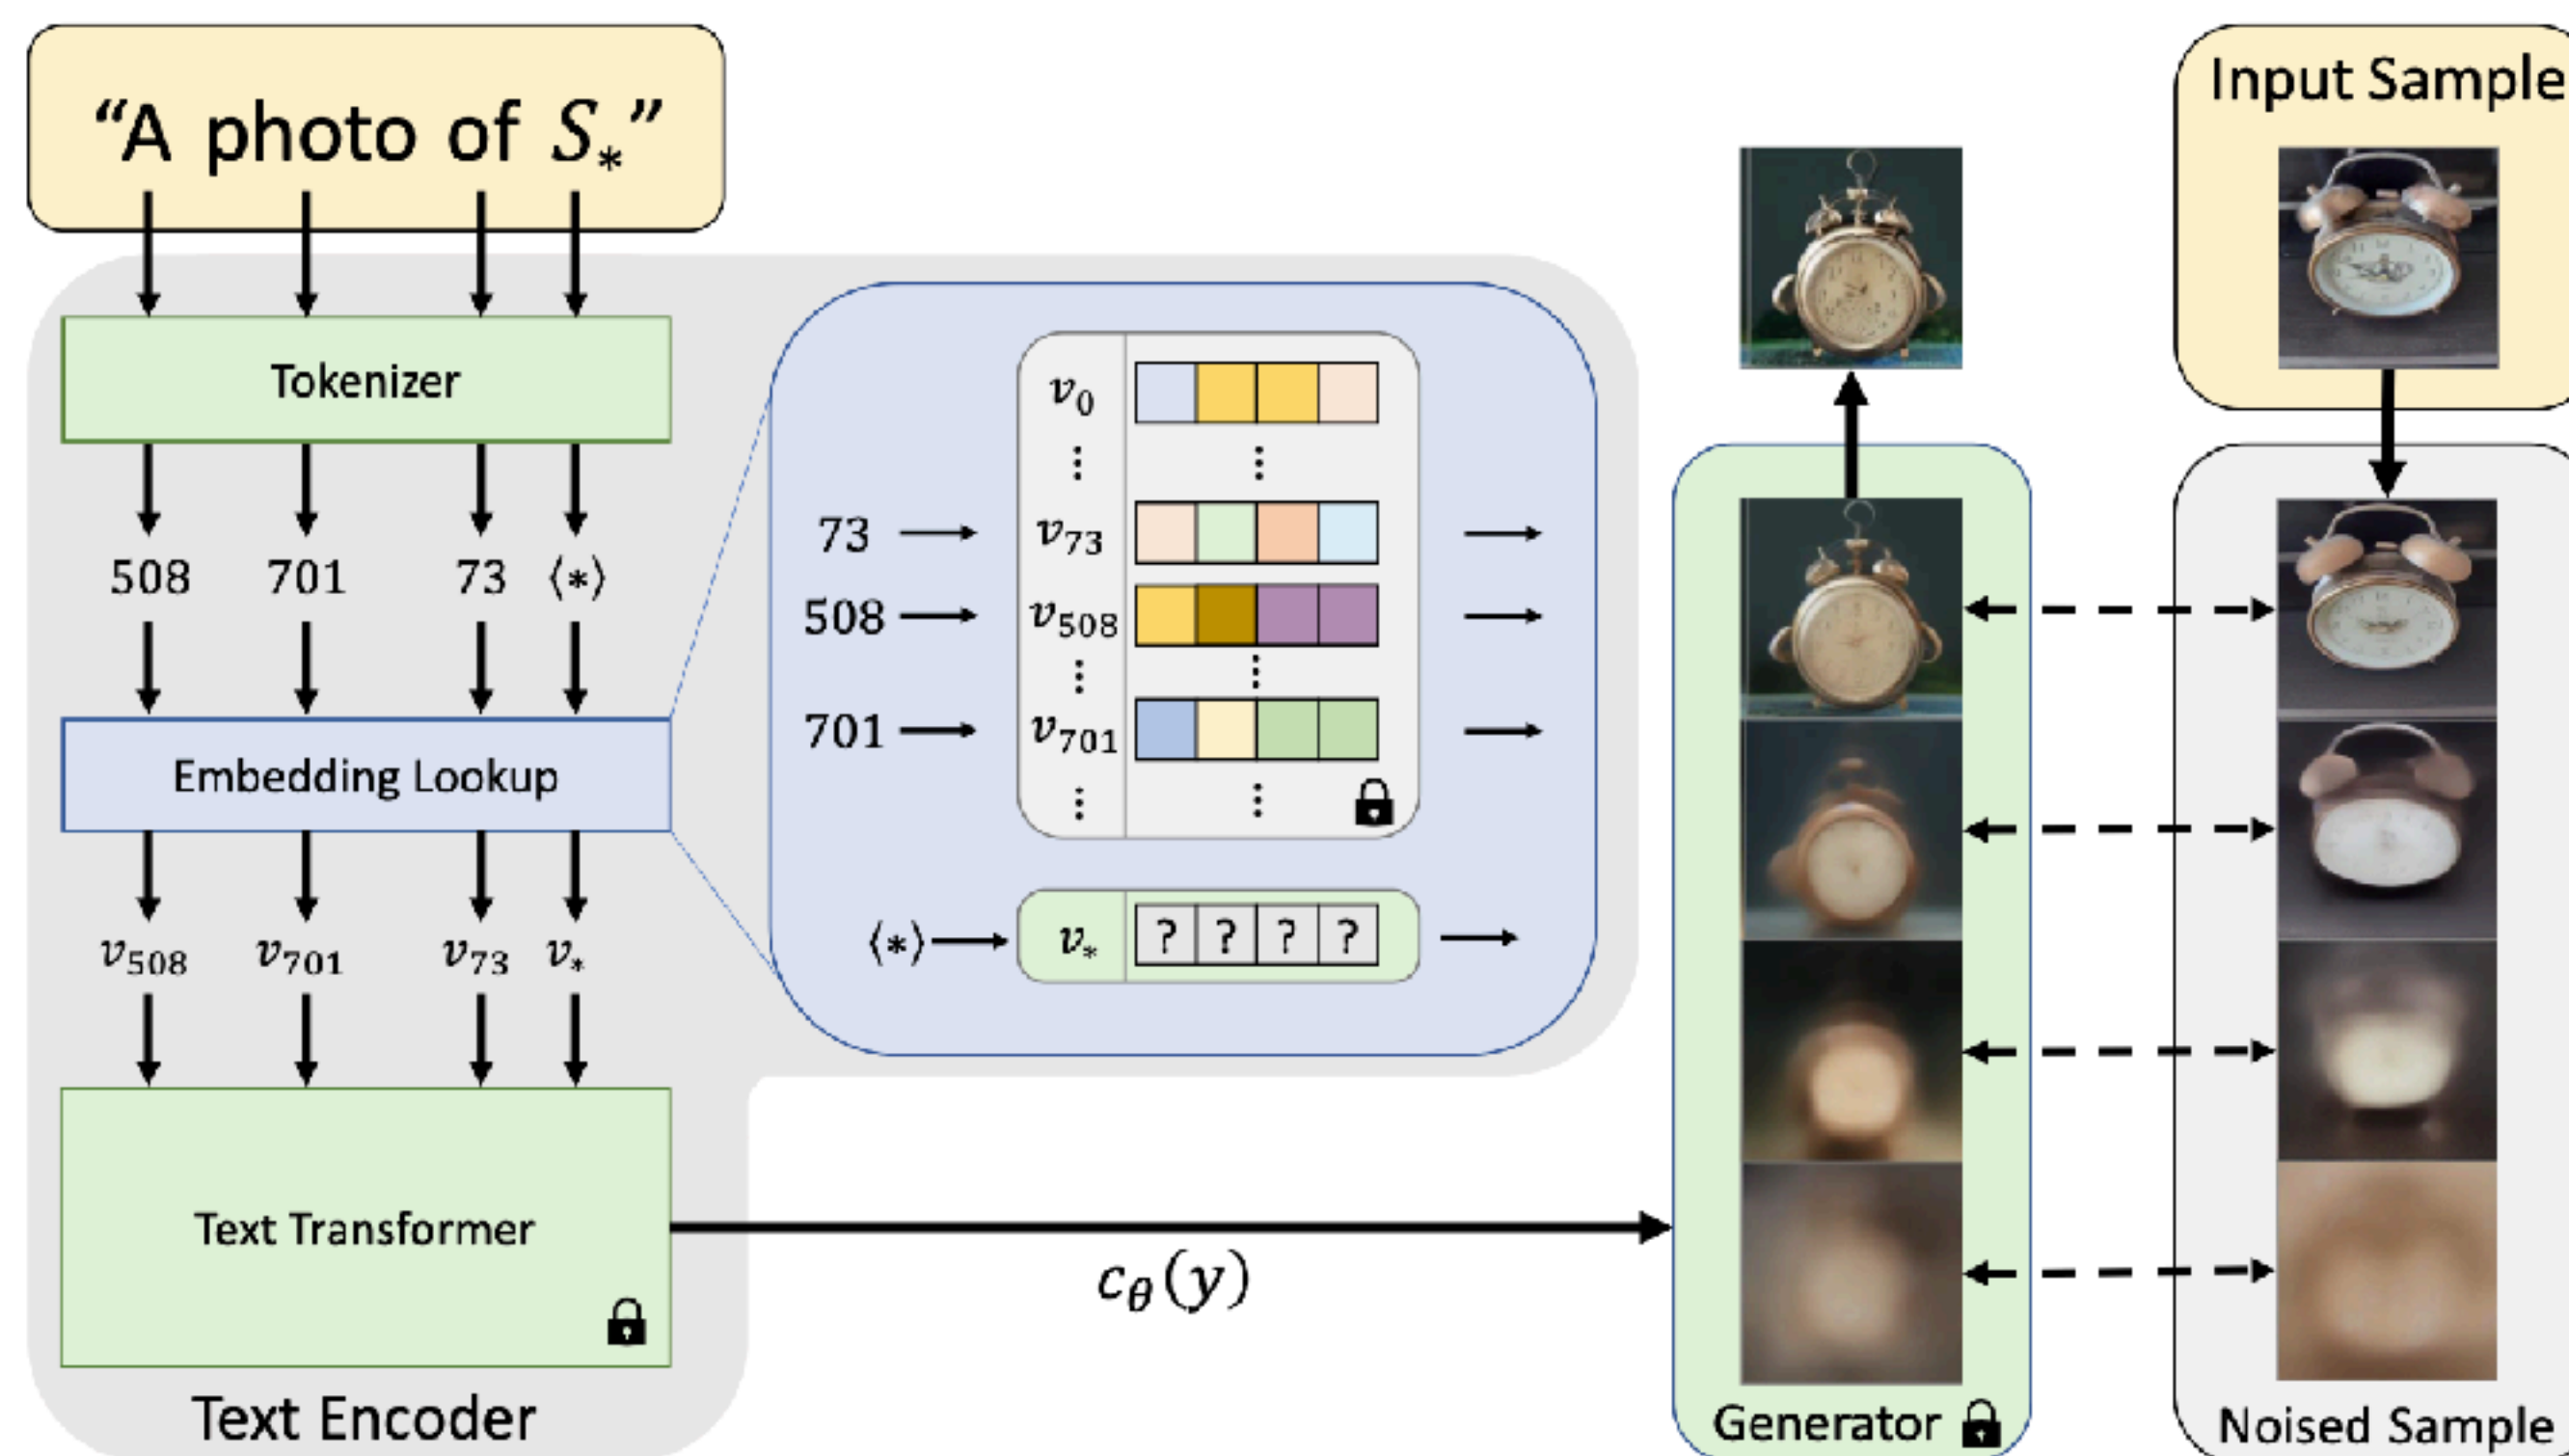 “A photo of S*”
Tokenizer
508 701 73 ⟨*⟩
Embedding Lookup
v508 v701 v73 v*
Text Transformer
Text Encoder
v0
⋮ ⋮
73 v73
508 v508
⋮ ⋮
701 v701
⋮ ⋮
⟨*⟩ v* ? ? ? ?
cθ(y)
Generator
Input Sample
Noised Sample